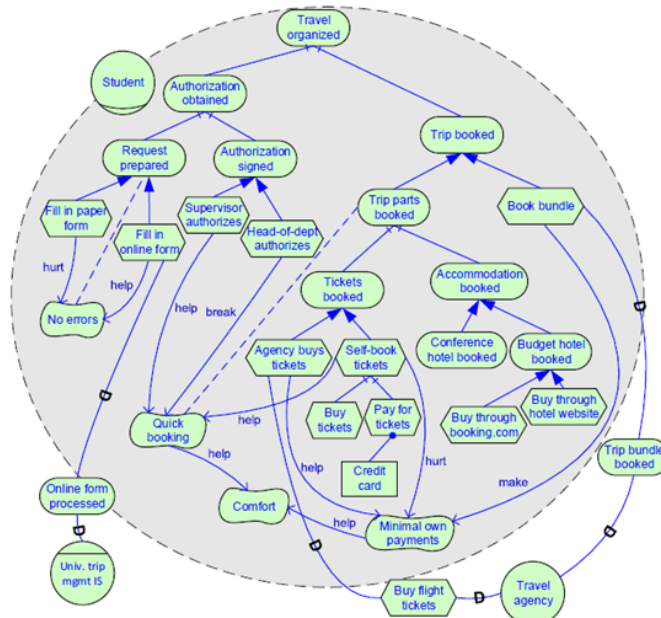 Travel
organized
Student
Authorization
obtained
Trip booked
Request
prepared
Authorization
signed
Trip parts
booked
Book bundle
Fill in paper
form
Fill in
online form
Supervisor
authorizes
Head-of-dept
authorizes
Tickets
booked
Accommodation
booked
hurt
help
No errors
help
break
D
Agency buys
tickets
Self-book
tickets
Conference
hotel booked
Budget hotel
booked
D
Quick
booking
help
Buy
tickets
Pay for
tickets
Buy through
booking.com
Buy through
hotel website
help
help
hurt
Credit
card
make
Trip bundle
booked
Online form
processed
Comfort
help
Minimal own
payments
D
D
D
Univ. trip
mgmt IS
Buy flight
tickets
D
Travel
agency